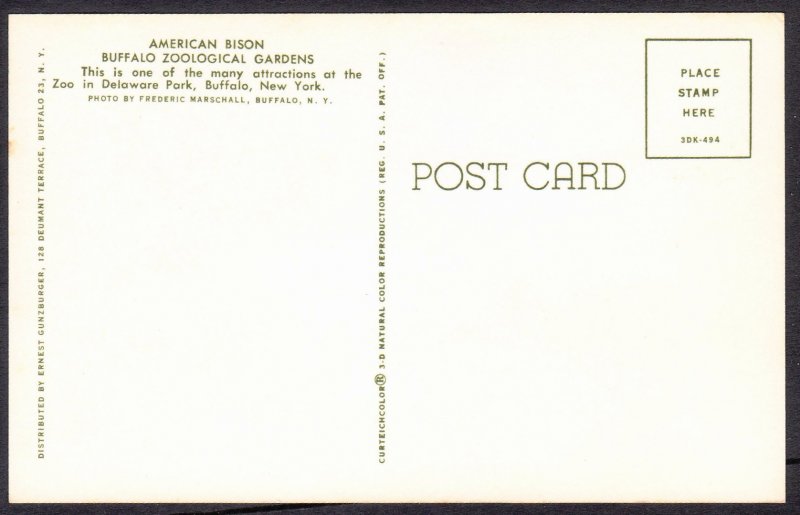 AMERICAN BISON
BUFFALO ZOOLOGICAL GARDENS
This is one of the many attractions at the
Zoo in Delaware Park, Buffalo, New York.
PHOTO BY FREDERIC MARSCHALL, BUFFALO, N. Y.
DISTRIBUTED BY ERNEST GUNZBURGER, 128 DEUMANT TERRACE, BUFFALO 23, N. Y.
CURTEICHCOLOR® 3-D NATURAL COLOR REPRODUCTIONS (REG. U. S. A. PAT. OFF.)
POST CARD
PLACE
STAMP
HERE
3DK-494